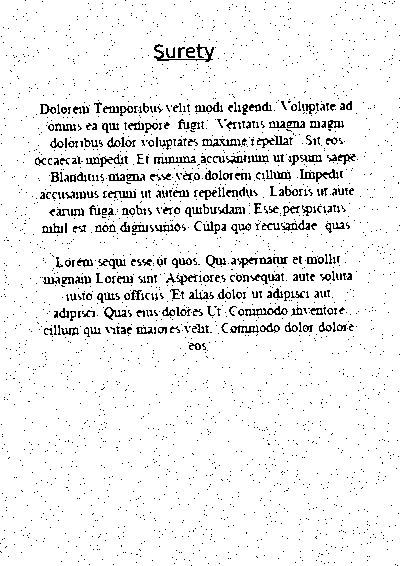 Surety
Dolorem Temporibus velit modi eligendi. Voluptate ad
omnis ea qui tempore fugit. Veritatis magna magni
doloribus dolor voluptates maxime repellat. Sit eos
occaecat impedit. Et minima accusantium ut ipsum saepe.
Blanditiis magna esse vero dolorem cillum. Impedit
accusamus rerum ut autem repellendus. Laboris ut aute
earum fuga nobis vero quibusdam. Esse perspiciatis
nihil est non dignissimos. Culpa quo recusandae quas
Lorem sequi esse ut quos. Qui aspernatur et mollit
magnam Lorem sint. Asperiores consequat aute soluta
iusto quis officiis. Et alias dolor ut adipisci aut
adipisci. Quas eius dolores Ut. Commodo inventore
cillum qui vitae maiores velit. Commodo dolor dolore
eos